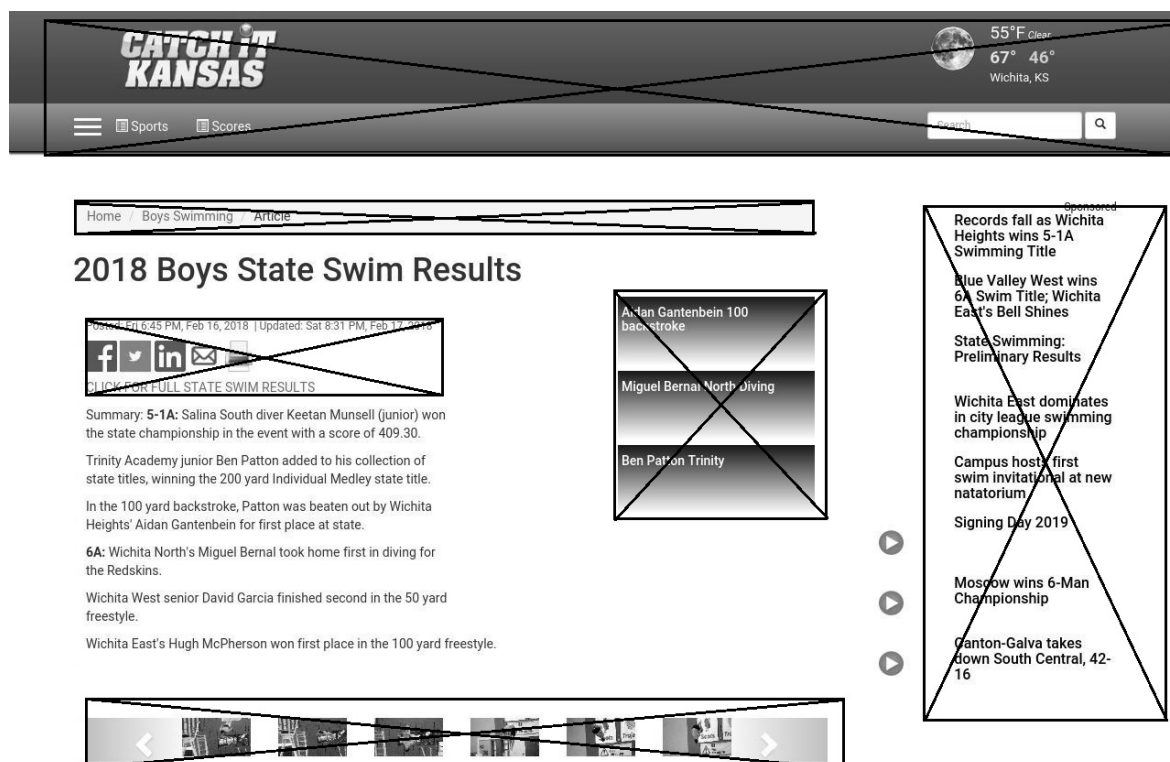 CATCH iT
KANSAS
55°F Clear
67° 46°
Wichita, KS
Sports
Scores
Search
Home / Boys Swimming / Article
2018 Boys State Swim Results
Posted: Fri 6:45 PM, Feb 16, 2018 | Updated: Sat 8:31 PM, Feb 17, 2018
CLICK FOR FULL STATE SWIM RESULTS
Summary: 5-1A: Salina South diver Keetan Munsell (junior) won
the state championship in the event with a score of 409.30.
Trinity Academy junior Ben Patton added to his collection of
state titles, winning the 200 yard Individual Medley state title.
In the 100 yard backstroke, Patton was beaten out by Wichita
Heights' Aidan Gantenbein for first place at state.
6A: Wichita North's Miguel Bernal took home first in diving for
the Redskins.
Wichita West senior David Garcia finished second in the 50 yard
freestyle.
Wichita East's Hugh McPherson won first place in the 100 yard freestyle.
Aidan Gantenbein 100
backstroke
Miguel Bernal North Diving
Ben Patton Trinity
Sponsored
Records fall as Wichita
Heights wins 5-1A
Swimming Title
Blue Valley West wins
6A Swim Title; Wichita
East's Bell Shines
State Swimming:
Preliminary Results
Wichita East dominates
in city league swimming
championship
Campus hosts first
swim invitational at new
natatorium
Signing Day 2019
Moscow wins 6-Man
Championship
Canton-Galva takes
down South Central, 42-
16